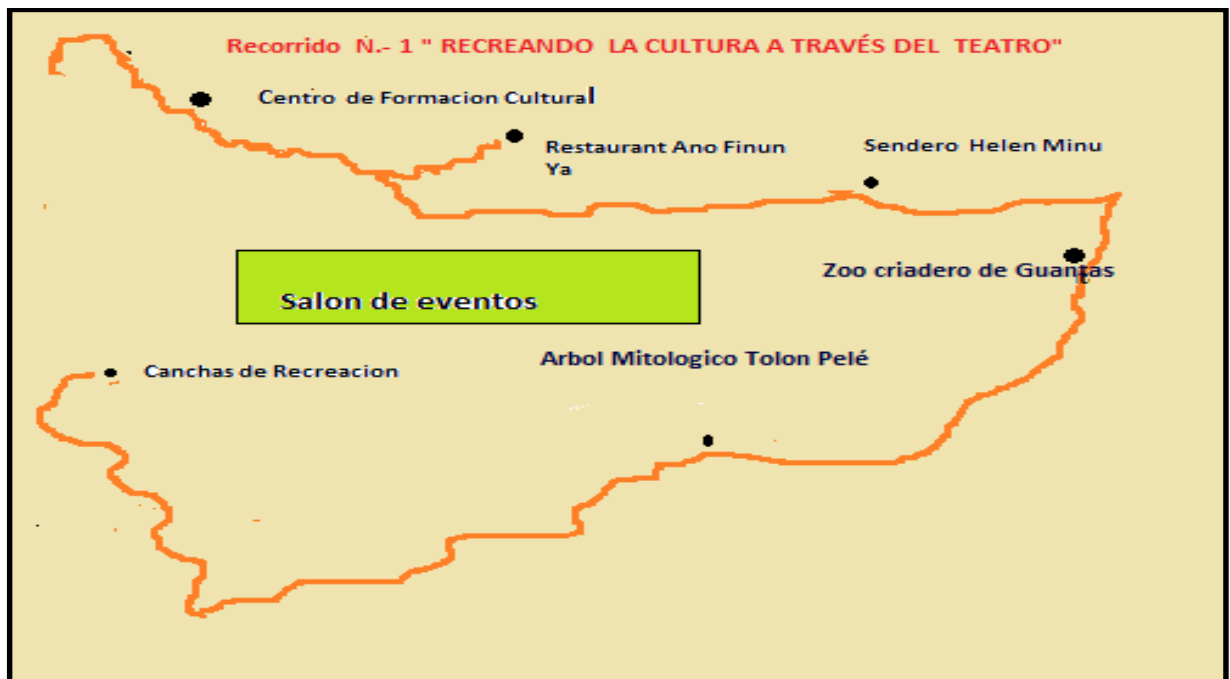 Recorrido N.- 1 " RECREANDO LA CULTURA A TRAVÉS DEL TEATRO"
Centro de Formacion Cultural
Restaurant Ano Finun
Ya
Sendero Helen Minu
Zoo criadero de Guantas
Salon de eventos
Arbol Mitologico Tolon Pelé
Canchas de Recreacion